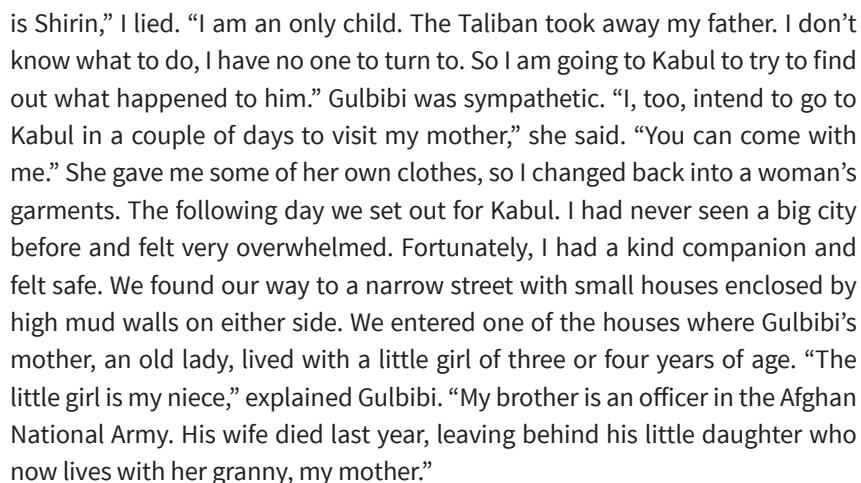 is Shirin,” I lied. “I am an only child. The Taliban took away my father. I don’t
know what to do, I have no one to turn to. So I am going to Kabul to try to find
out what happened to him.” Gulbibi was sympathetic. “I, too, intend to go to
Kabul in a couple of days to visit my mother,” she said. “You can come with
me.” She gave me some of her own clothes, so I changed back into a woman’s
garments. The following day we set out for Kabul. I had never seen a big city
before and felt very overwhelmed. Fortunately, I had a kind companion and
felt safe. We found our way to a narrow street with small houses enclosed by
high mud walls on either side. We entered one of the houses where Gulbibi’s
mother, an old lady, lived with a little girl of three or four years of age. “The
little girl is my niece,” explained Gulbibi. “My brother is an officer in the Afghan
National Army. His wife died last year, leaving behind his little daughter who
now lives with her granny, my mother.”